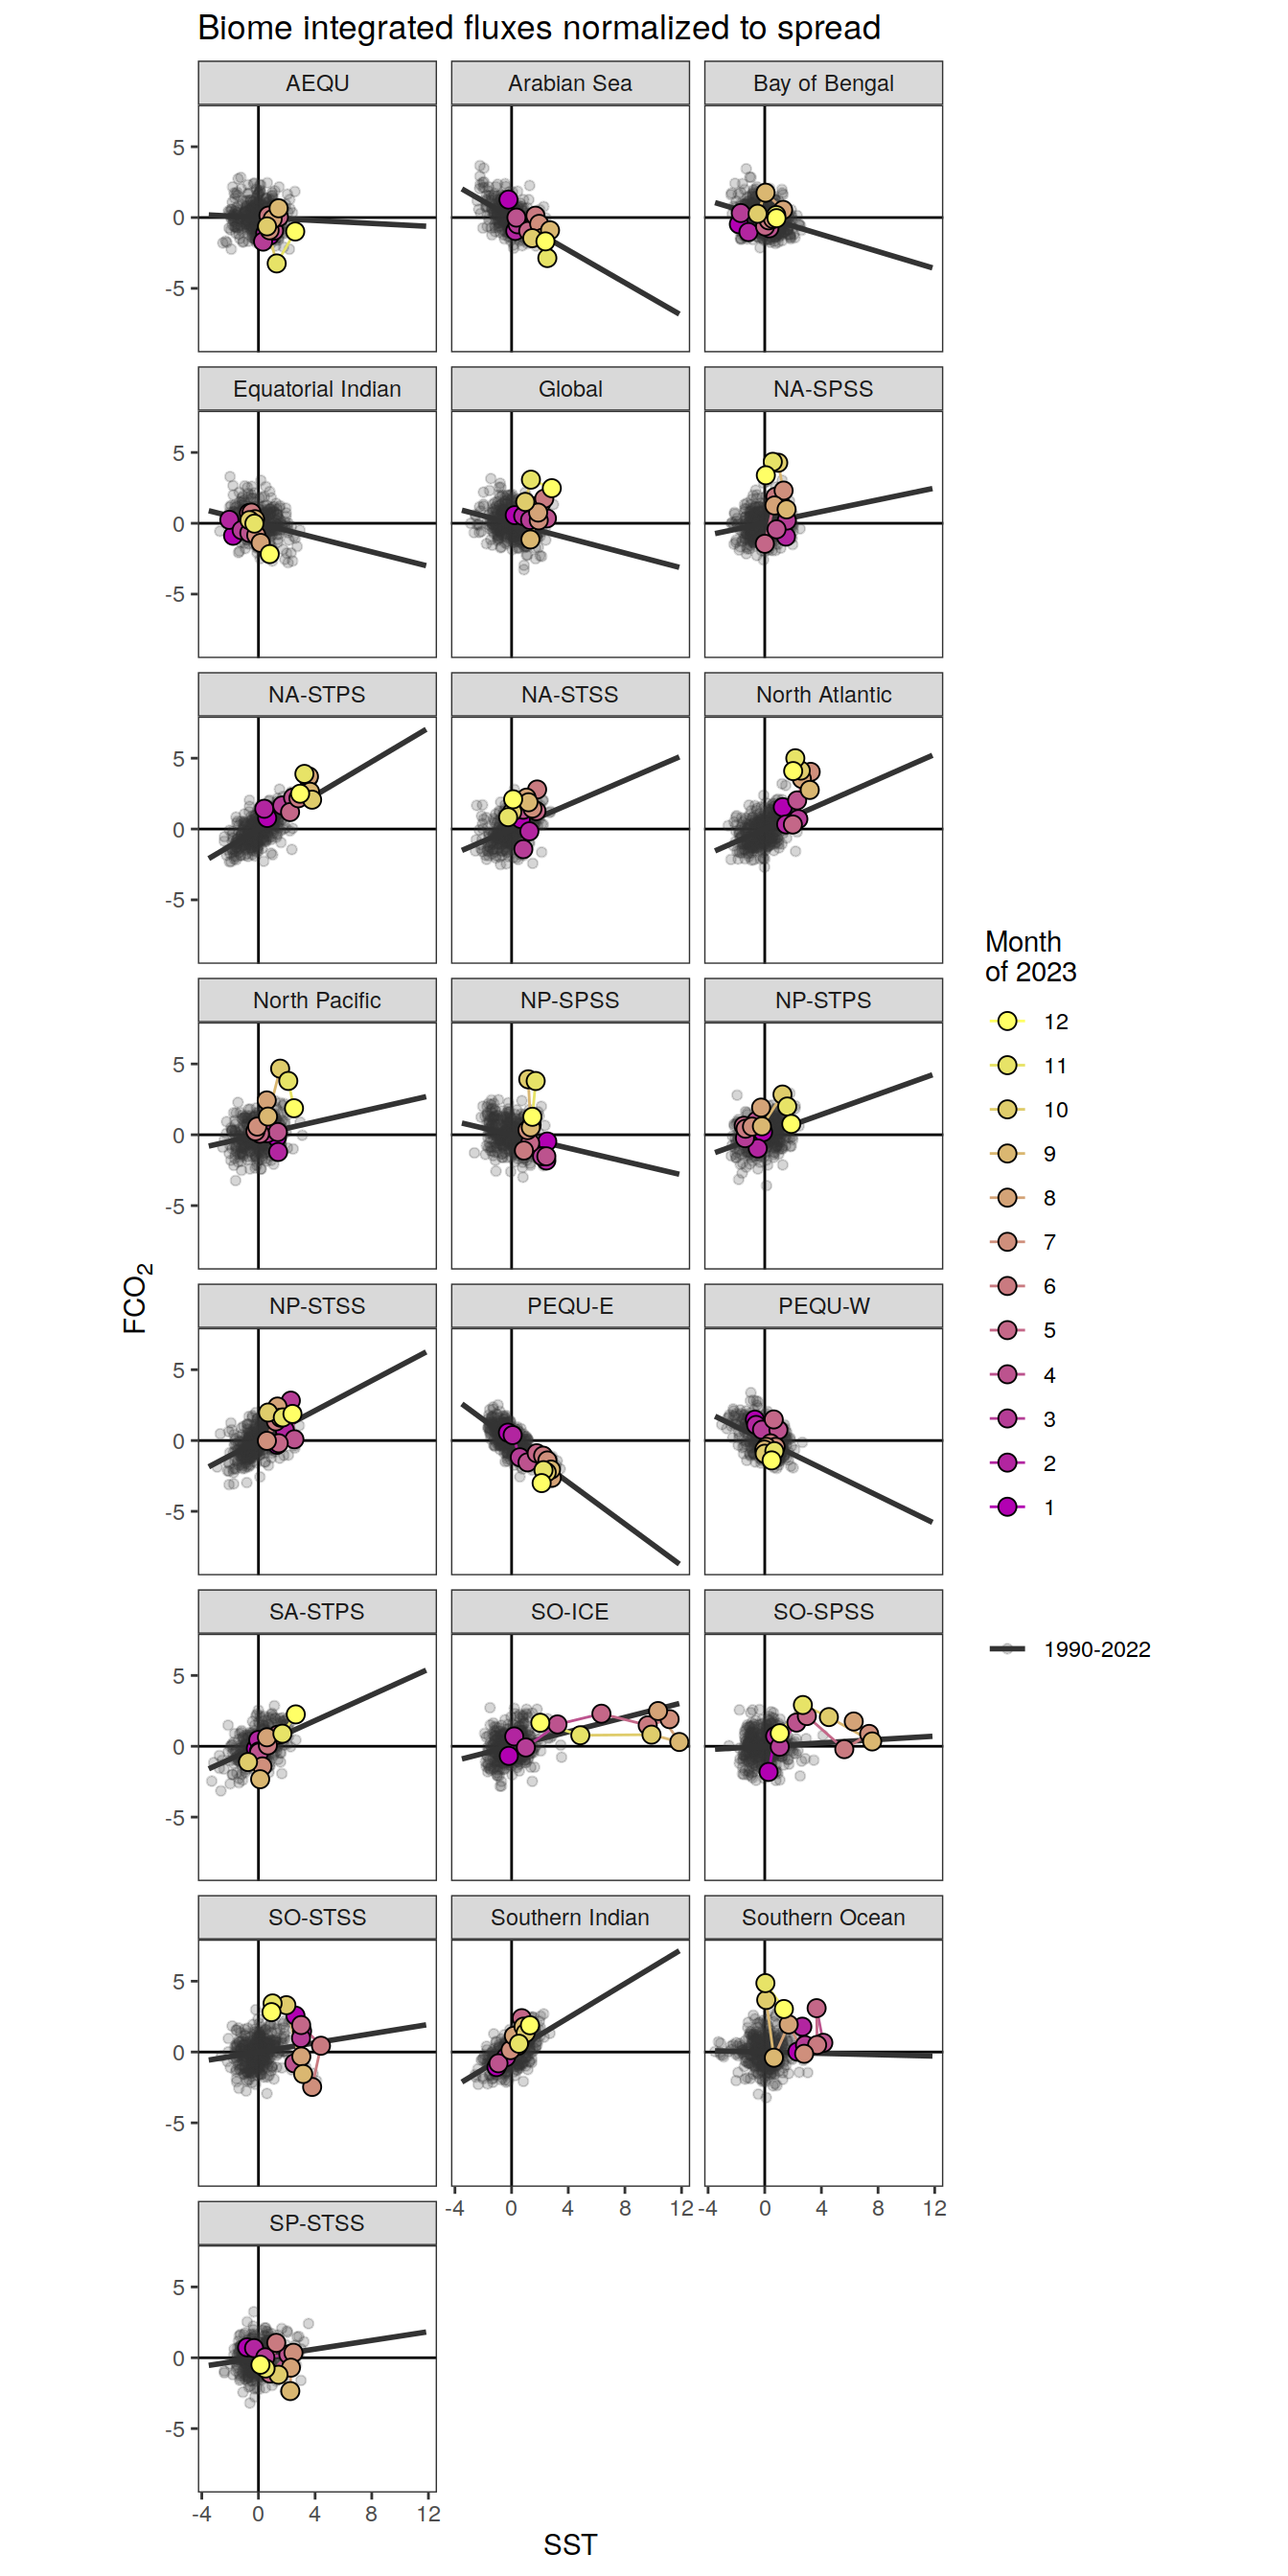 Biome integrated fluxes normalized to spread
AEQU
Arabian Sea
Bay of Bengal
5
0
-5
Equatorial Indian
Global
NA-SPSS
5
0
-5
NA-STPS
NA-STSS
North Atlantic
5
0
-5
North Pacific
NP-SPSS
NP-STPS
5
0
-5
NP-STSS
PEQU-E
PEQU-W
5
0
-5
SA-STPS
SO-ICE
SO-SPSS
5
0
-5
SO-STSS
Southern Indian
Southern Ocean
5
0
-5
-4 0 4 8 12
-4 0 4 8 12
SP-STSS
5
0
-5
-4 0 4 8 12
SST
FCO₂
Month
of 2023
12
11
10
9
8
7
6
5
4
3
2
1
1990-2022